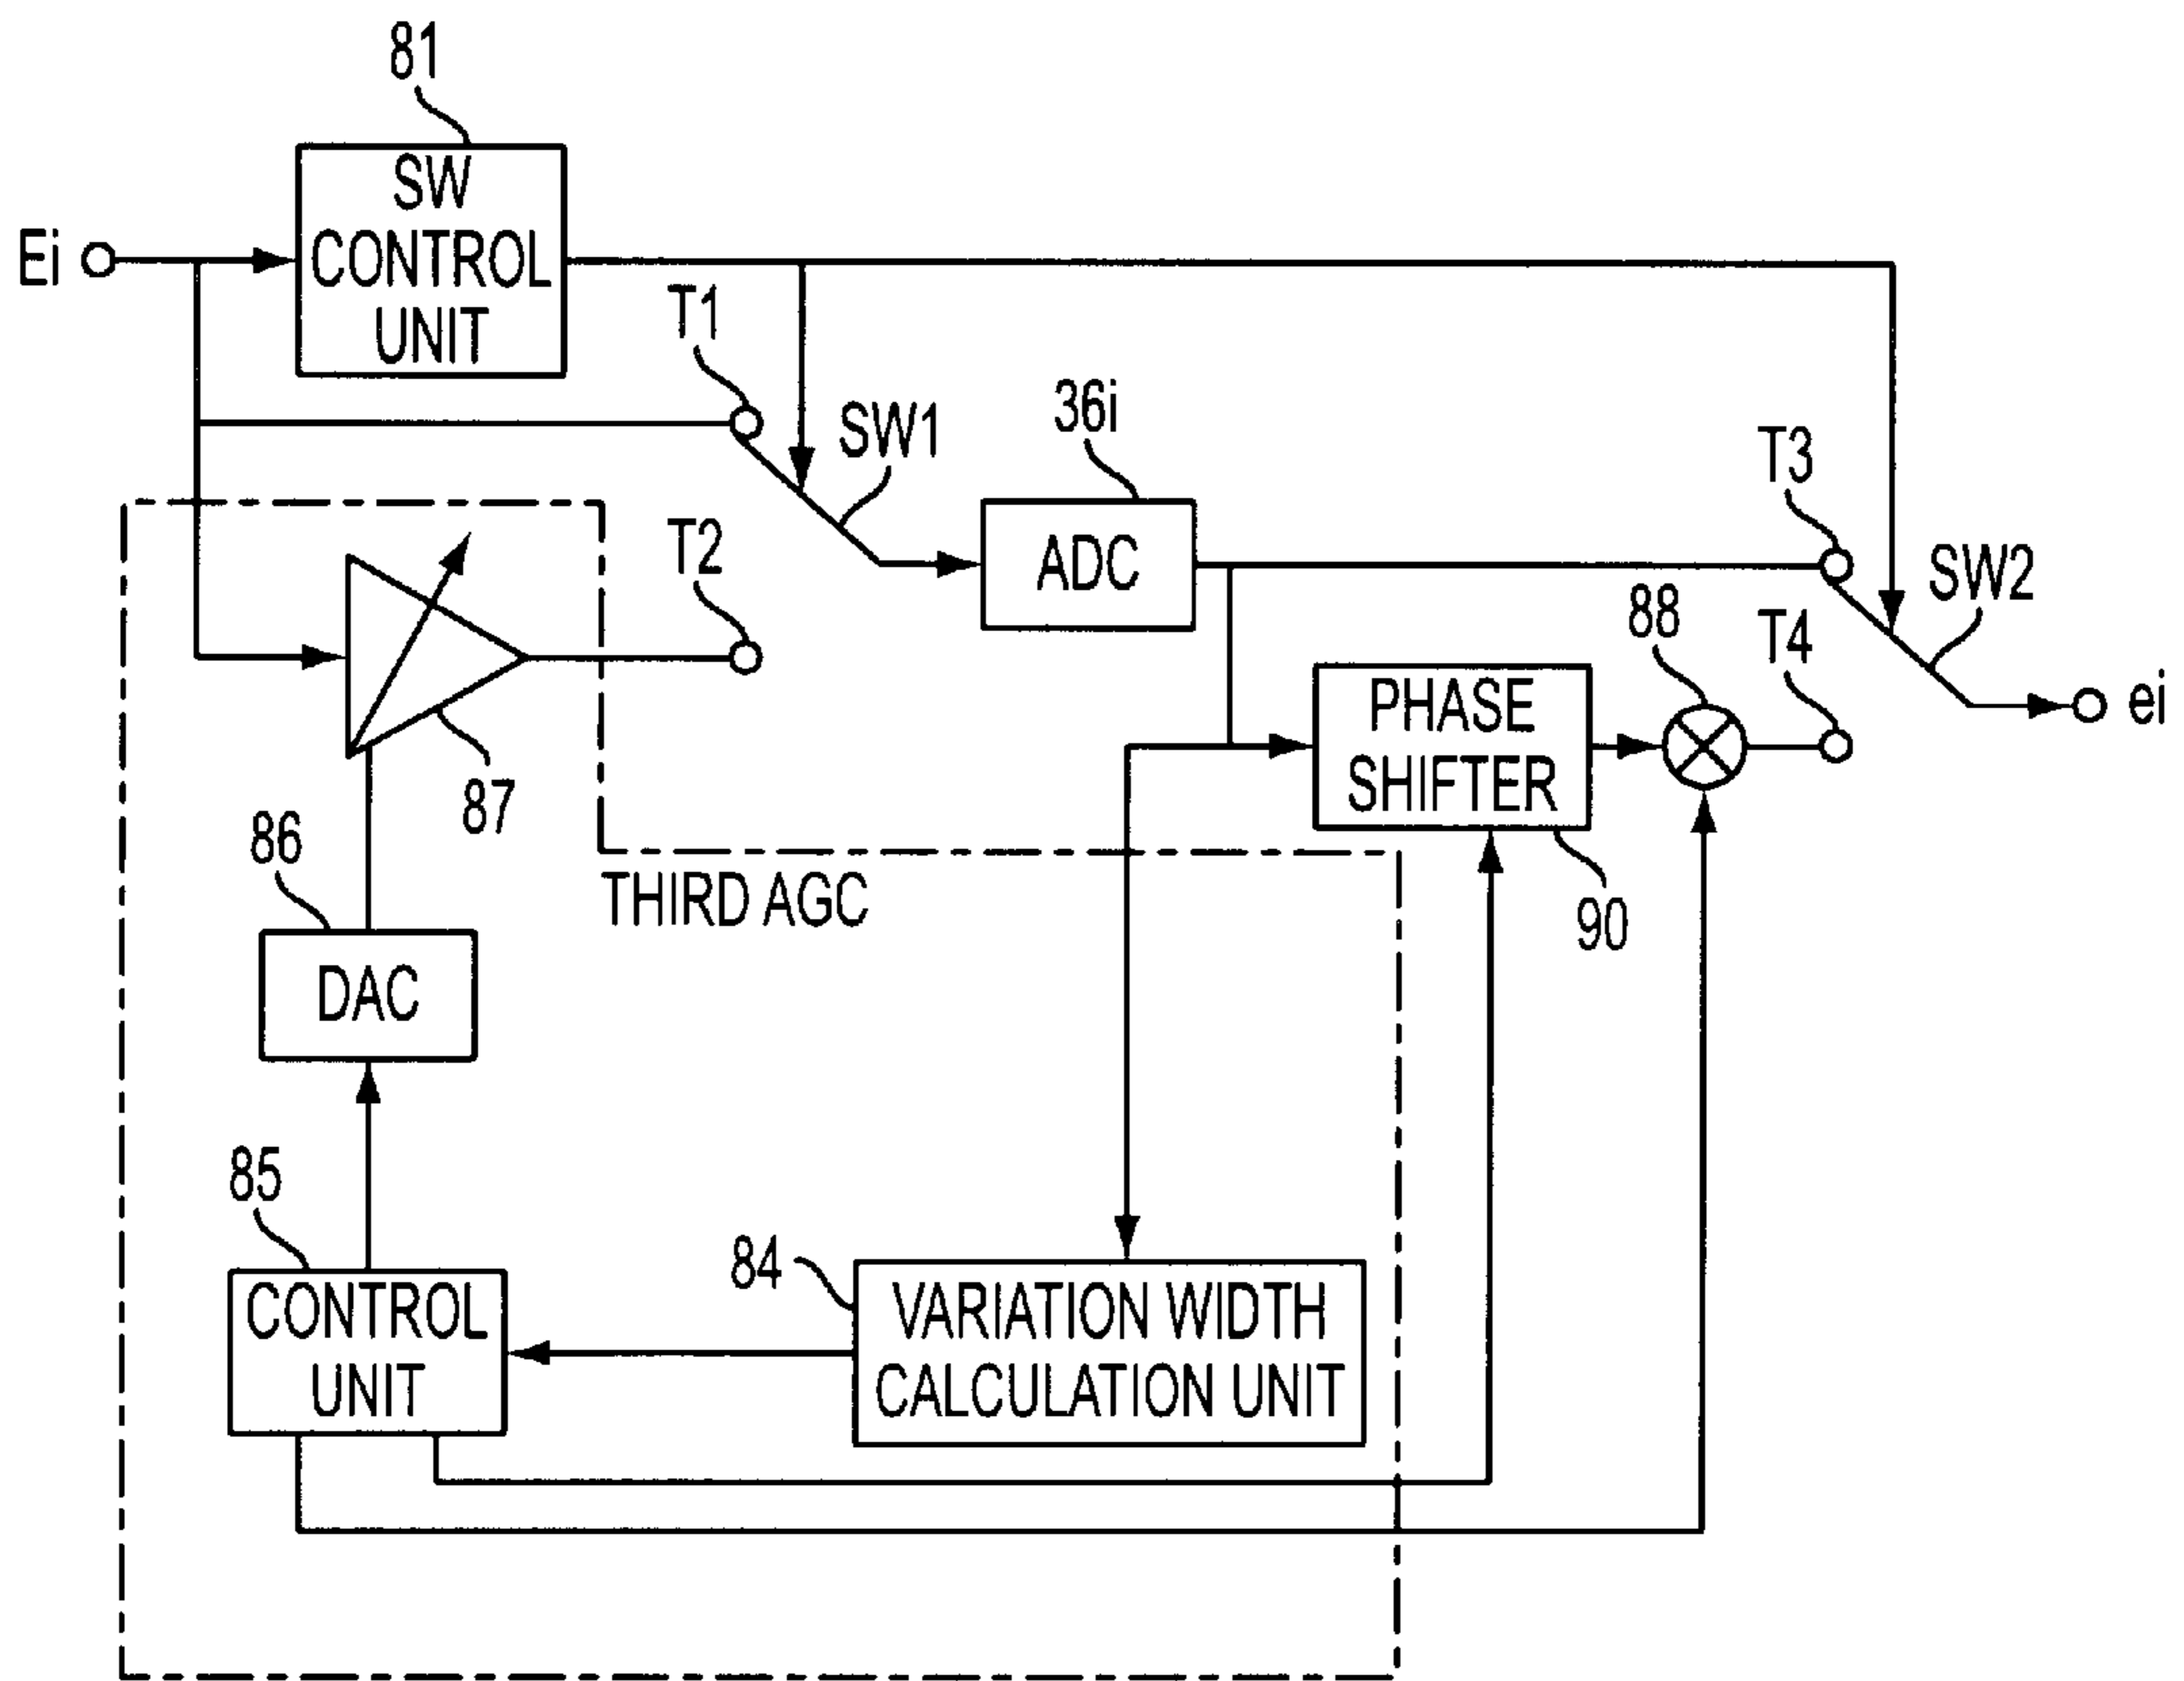 81
SW
CONTROL
UNIT
Ei
T1
SW1
36i
ADC
T3
SW2
T2
88
T4
ei
PHASE
SHIFTER
87
90
86
THIRD AGC
DAC
85
84
CONTROL
UNIT
VARIATION WIDTH
CALCULATION UNIT